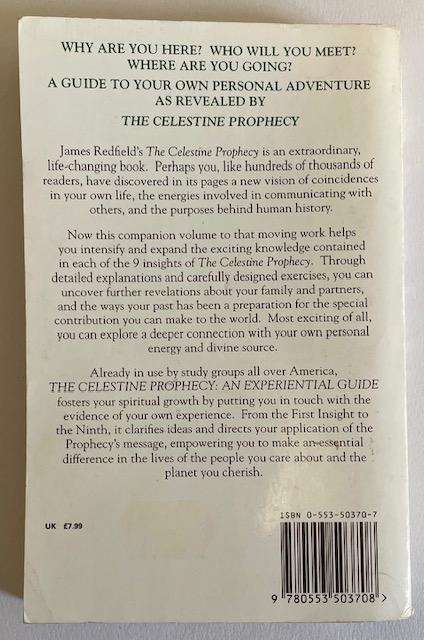 WHY ARE YOU HERE? WHO WILL YOU MEET?
WHERE ARE YOU GOING?
A GUIDE TO YOUR OWN PERSONAL ADVENTURE
AS REVEALED BY
THE CELESTINE PROPHECY
James Redfield's The Celestine Prophecy is an extraordinary,
life-changing book. Perhaps you, like hundreds of thousands of
readers, have discovered in its pages a new vision of coincidences
in your own life, the energies involved in communicating with
others, and the purposes behind human history.
Now this companion volume to that moving work helps
you intensify and expand the exciting knowledge contained
in each of the 9 insights of The Celestine Prophecy. Through
detailed explanations and carefully designed exercises, you can
uncover further revelations about your family and partners,
and the ways your past has been a preparation for the special
contribution you can make to the world. Most exciting of all,
you can explore a deeper connection with your own personal
energy and divine source.
Already in use by study groups all over America,
THE CELESTINE PROPHECY: AN EXPERIENTIAL GUIDE
fosters your spiritual growth by putting you in touch with the
evidence of your own experience. From the First Insight to
the Ninth, it clarifies ideas and directs your application of the
Prophecy's message, empowering you to make an essential
difference in the lives of the people you care about and the
planet you cherish.
ISBN 0-553-50370-7
UK £7.99
9 780553 503708 >